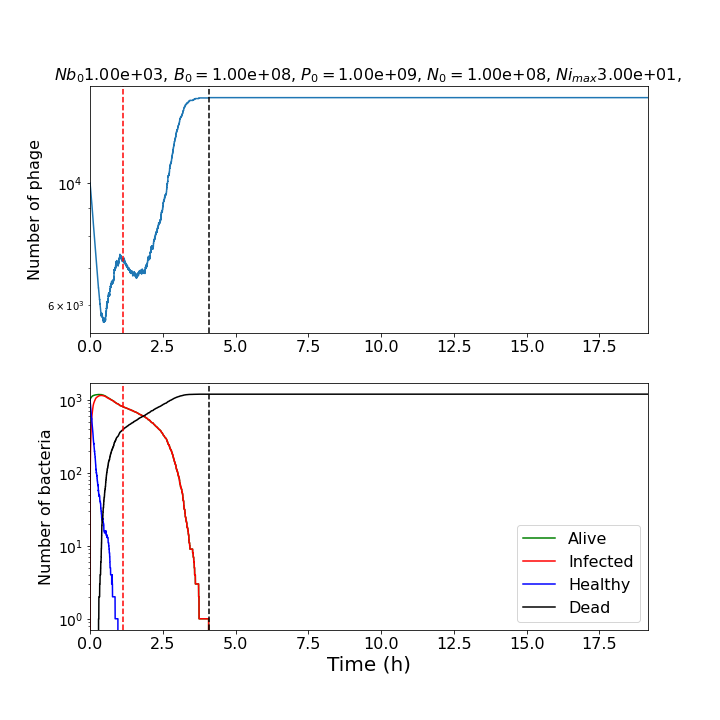 Nb₀1.00e+03, B₀ = 1.00e+08, P₀ = 1.00e+09, N₀ = 1.00e+08, Niₘₐₓ3.00e+01,
Number of phage
10⁴
6 × 10³
0.0 2.5 5.0 7.5 10.0 12.5 15.0 17.5
Number of bacteria
10³
10²
10¹
10⁰
Alive
Infected
Healthy
Dead
0.0 2.5 5.0 7.5 10.0 12.5 15.0 17.5
Time (h)